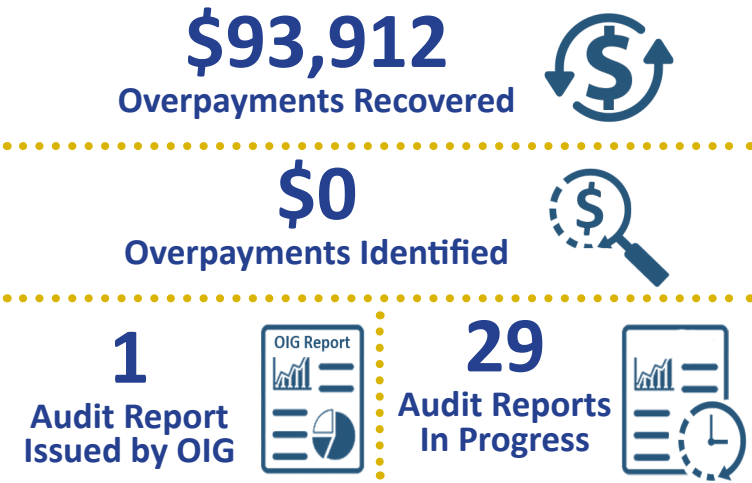 $93,912
Overpayments Recovered
$
$0
Overpayments Identified
$
1
Audit Report
Issued by OIG
OIG Report
29
Audit Reports
In Progress